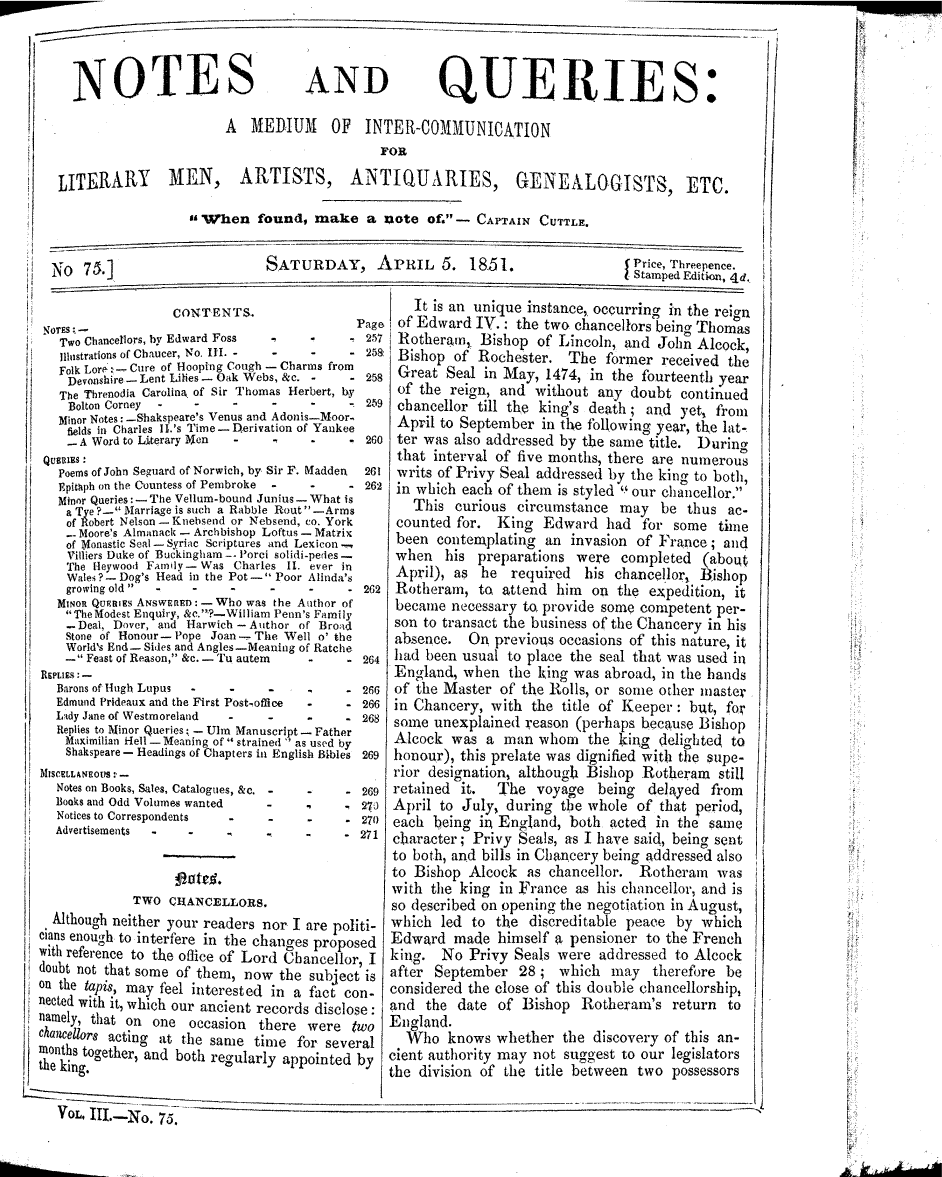 NOTES AND QUERIES:
A MEDIUM OF INTER-COMMUNICATION
FOR
LITERARY MEN, ARTISTS, ANTIQUARIES, GENEALOGISTS, ETC.
"When found, make a note of."— CAPTAIN CUTTLE.
No 75.] SATURDAY, APRIL 5. 1851. { Price, Threepence.
Stamped Edition, 4d.
CONTENTS.
NOTES:— Page
Two Chancellors, by Edward Foss - - - 257
Illustrations of Chaucer, No. III. - - - - 258
Folk Lore:— Cure of Hooping Cough — Charms from
Devonshire — Lent Lilies — Oak Webs, &c. - - 258
The Threnodia Carolina of Sir Thomas Herbert, by
Bolton Corney - - - - - - 259
Minor Notes:—Shakspeare's Venus and Adonis—Moor-
fields in Charles II.'s Time — Derivation of Yankee
— A Word to Literary Men - - - - 260
QUERIES:
Poems of John Seguard of Norwich, by Sir F. Madden 261
Epitaph on the Countess of Pembroke - - - 262
Minor Queries:— The Vellum-bound Junius — What is
a Tye?—" Marriage is such a Rabble Rout"—Arms
of Robert Nelson — Knebsend or Nebsend, co. York
— Moore's Almanack — Archbishop Loftus — Matrix
of Monastic Seal — Syriac Scriptures and Lexicon —
Villiers Duke of Buckingham — Porci solidi-pedes —
The Heywood Family — Was Charles II. ever in
Wales? — Dog's Head in the Pot —" Poor Alinda's
growing old" - - - - - - - 262
MINOR QUERIES ANSWERED:— Who was the Author of
"The Modest Enquiry, &c."?—William Penn's Family
— Deal, Dover, and Harwich — Author of Broad
Stone of Honour — Pope Joan — The Well o' the
World's End — Sides and Angles—Meaning of Ratche
—" Feast of Reason," &c. — Tu autem - - 264
REPLIES:—
Barons of Hugh Lupus - - - - - 266
Edmund Prideaux and the First Post-office - - 266
Lady Jane of Westmoreland - - - - 268
Replies to Minor Queries:— Ulm Manuscript — Father
Maximilian Hell — Meaning of " strained " as used by
Shakspeare — Headings of Chapters in English Bibles 269
MISCELLANEOUS:—
Notes on Books, Sales, Catalogues, &c. - - - 269
Books and Odd Volumes wanted - - - 270
Notices to Correspondents - - - - 270
Advertisements - - - - - - 271
Notes.
TWO CHANCELLORS.
Although neither your readers nor I are politi-
cians enough to interfere in the changes proposed
with reference to the office of Lord Chancellor, I
doubt not that some of them, now the subject is
on the tapis, may feel interested in a fact con-
nected with it, which our ancient records disclose:
namely, that on one occasion there were two
chancellors acting at the same time for several
months together, and both regularly appointed by
the king.
It is an unique instance, occurring in the reign
of Edward IV.: the two chancellors being Thomas
Rotheram, Bishop of Lincoln, and John Alcock,
Bishop of Rochester. The former received the
Great Seal in May, 1474, in the fourteenth year
of the reign, and without any doubt continued
chancellor till the king's death; and yet, from
April to September in the following year, the lat-
ter was also addressed by the same title. During
that interval of five months, there are numerous
writs of Privy Seal addressed by the king to both,
in which each of them is styled " our chancellor."
This curious circumstance may be thus ac-
counted for. King Edward had for some time
been contemplating an invasion of France; and
when his preparations were completed (about
April), as he required his chancellor, Bishop
Rotheram, to attend him on the expedition, it
became necessary to provide some competent per-
son to transact the business of the Chancery in his
absence. On previous occasions of this nature, it
had been usual to place the seal that was used in
England, when the king was abroad, in the hands
of the Master of the Rolls, or some other master
in Chancery, with the title of Keeper: but, for
some unexplained reason (perhaps because Bishop
Alcock was a man whom the king delighted to
honour), this prelate was dignified with the supe-
rior designation, although Bishop Rotheram still
retained it. The voyage being delayed from
April to July, during the whole of that period,
each being in England, both acted in the same
character; Privy Seals, as I have said, being sent
to both, and bills in Chancery being addressed also
to Bishop Alcock as chancellor. Rotheram was
with the king in France as his chancellor, and is
so described on opening the negotiation in August,
which led to the discreditable peace by which
Edward made himself a pensioner to the French
king. No Privy Seals were addressed to Alcock
after September 28; which may therefore be
considered the close of this double chancellorship,
and the date of Bishop Rotheram's return to
England.
Who knows whether the discovery of this an-
cient authority may not suggest to our legislators
the division of the title between two possessors
VOL. III.—No. 75.